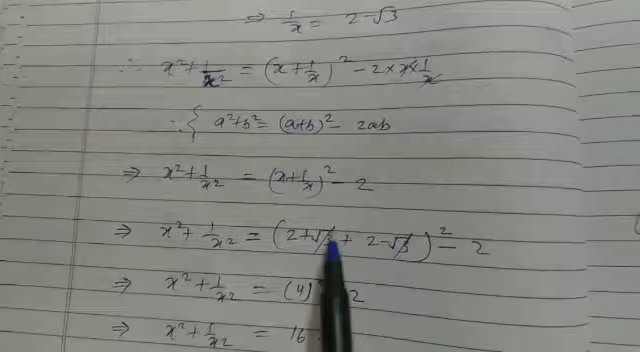 ⇒ 1/x = 2-√3
∴ x² + 1/x² = (x + 1/x)² - 2 × x × 1/x
∵ { a² + b² = (a+b)² - 2ab
⇒ x² + 1/x² = (x + 1/x)² - 2
⇒ x² + 1/x² = (2+√3 + 2-√3)² - 2
⇒ x² + 1/x² = (4) 2
⇒ x² + 1/x² = 16